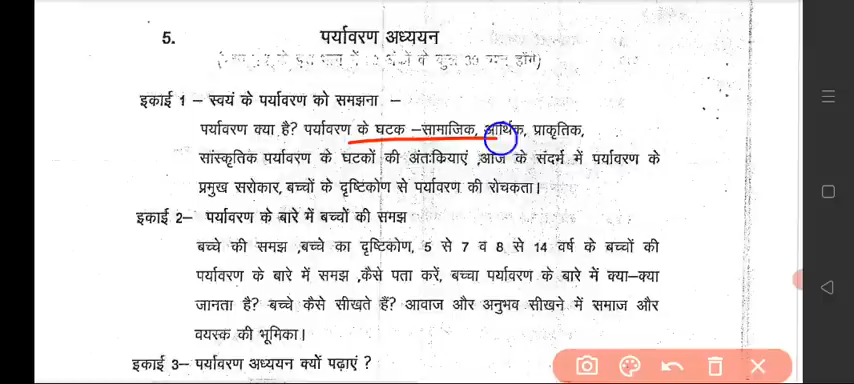 5. पर्यावरण अध्ययन
इकाई 1 – स्वयं के पर्यावरण को समझना –
पर्यावरण क्या है? पर्यावरण के घटक –सामाजिक, आर्थिक, प्राकृतिक,
सांस्कृतिक पर्यावरण के घटकों की अंतःकियाएं ,आज के संदर्भ में पर्यावरण के
प्रमुख सरोकार, बच्चों के दृष्टिकोण से पर्यावरण की रोचकता।
इकाई 2– पर्यावरण के बारे में बच्चों की समझ
बच्चे की समझ ,बच्चे का दृष्टिकोण, 5 से 7 व 8 से 14 वर्ष के बच्चों की
पर्यावरण के बारे में समझ ,कैसे पता करें, बच्चा पर्यावरण के बारे में क्या–क्या
जानता है? बच्चे कैसे सीखते हैं? आवाज और अनुभव सीखने में समाज और
वयस्क की भूमिका।
इकाई 3– पर्यावरण अध्ययन क्यों पढ़ाएं ?